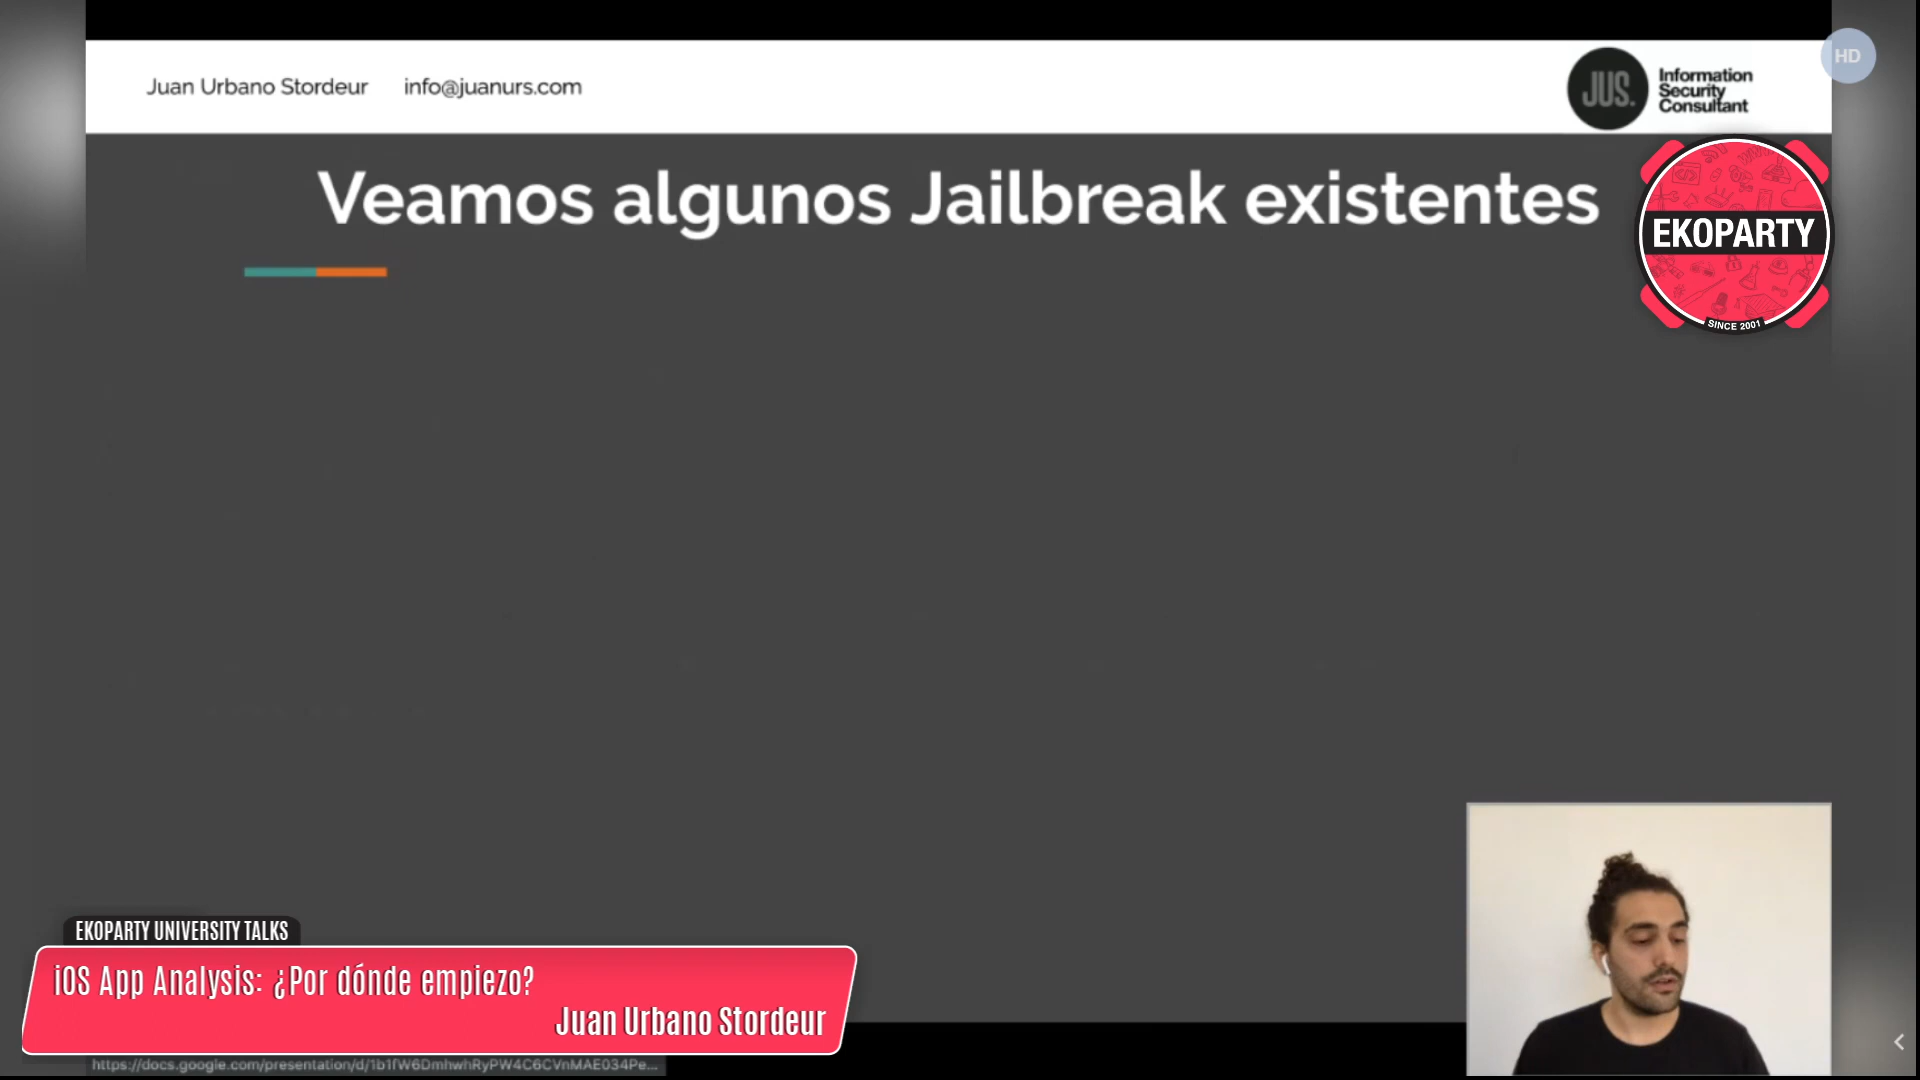 HD
Juan Urbano Stordeur info@juanurs.com
JUS.
Information
Security
Consultant
Veamos algunos Jailbreak existentes
EKOPARTY
SINCE 2001
EKOPARTY UNIVERSITY TALKS
iOS App Analysis: ¿Por dónde empiezo?
Juan Urbano Stordeur
https://docs.google.com/presentation/d/1b1fW6DmhwhRyPW4C6CVnMAE034Pe...